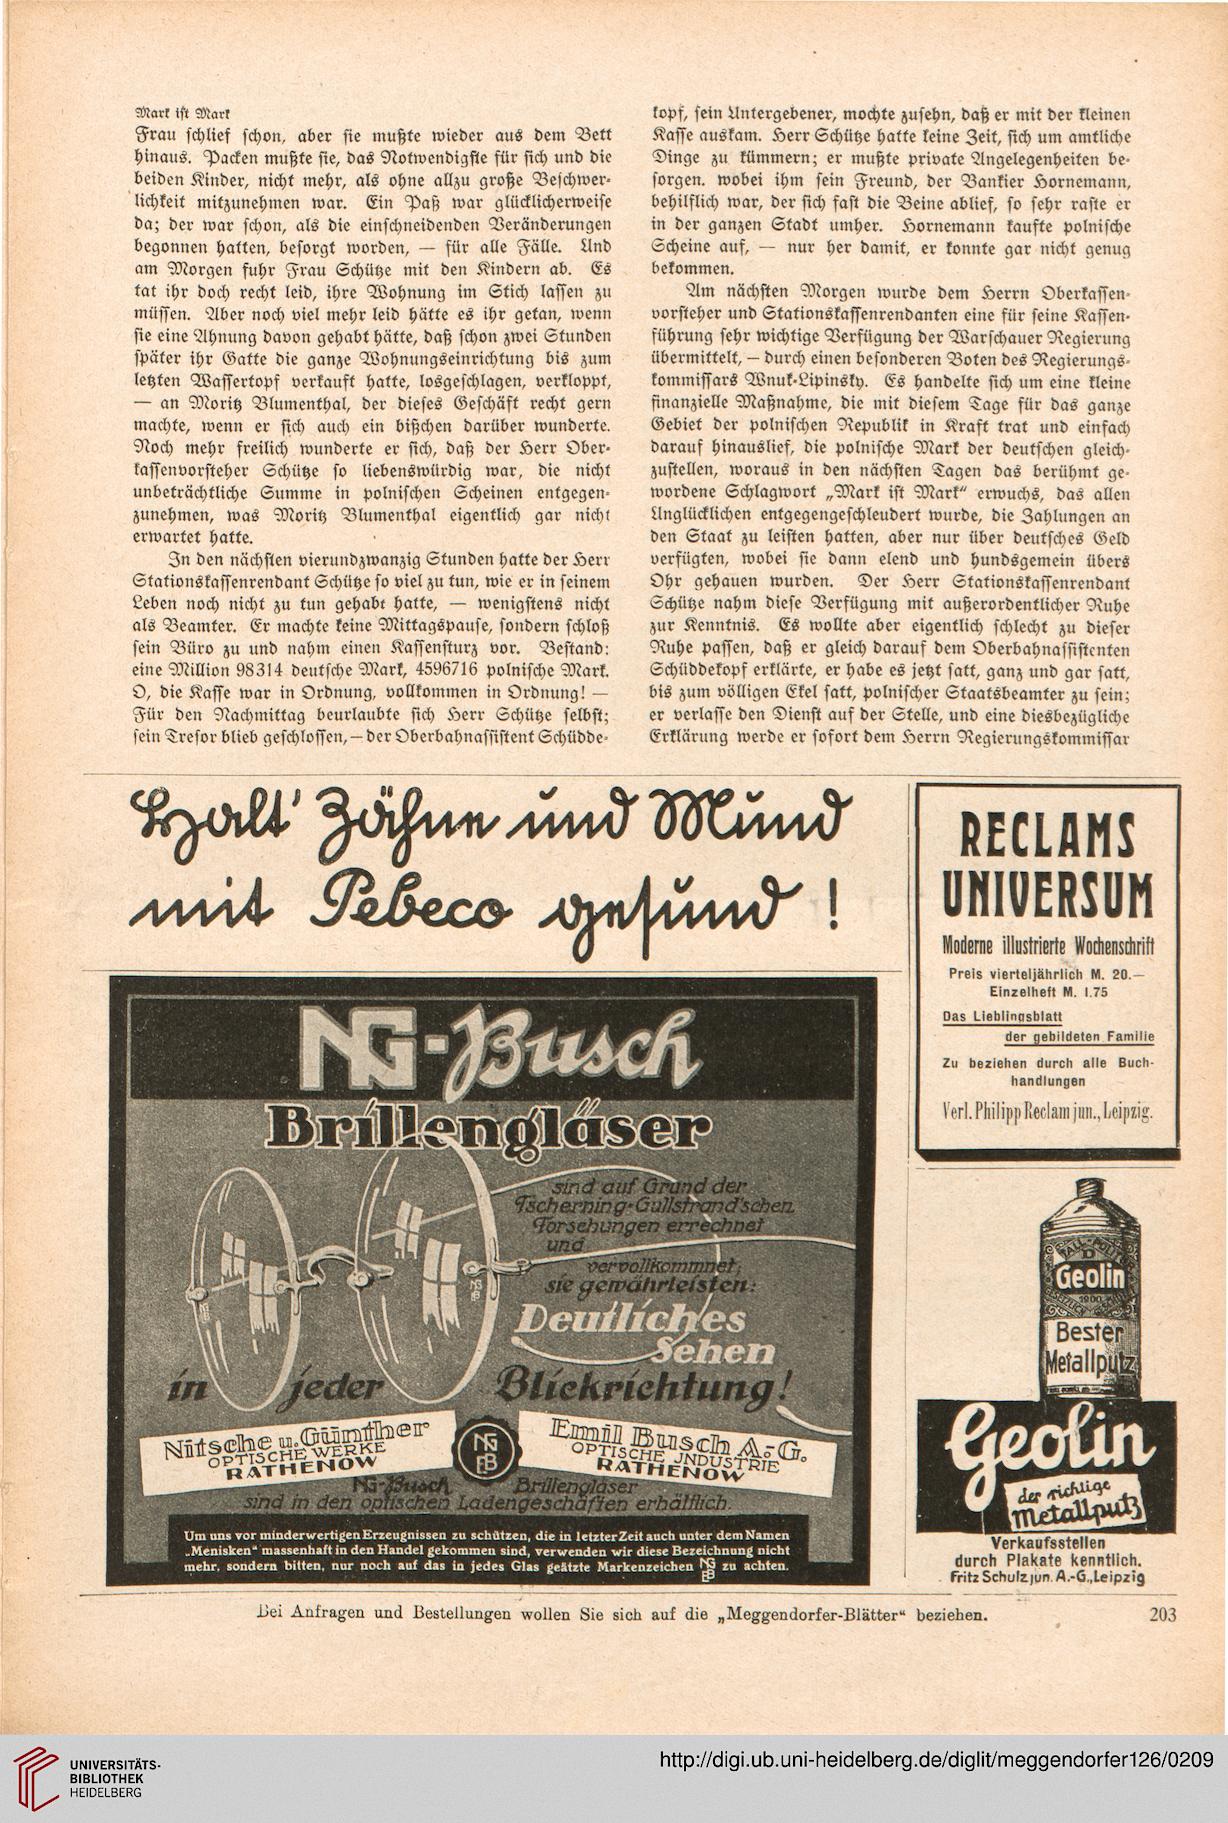 Mark ist Mark
Frau schlief schon, aber sie mußte wieder aus dem Bett
hinaus. Packen mußte sie, das Notwendigste für sich und die
beiden Kinder, nicht mehr, als ohne allzu große Beschwer-
lichkeit mitzunehmen war. Ein Paß war glücklicherweise
da; der war schon, als die einschneidenden Veränderungen
begonnen hatten, besorgt worden, — für alle Fälle. Und
am Morgen fuhr Frau Schütze mit den Kindern ab. Es
tat ihr doch recht leid, ihre Wohnung im Stich lassen zu
müssen. Aber noch viel mehr leid hätte es ihr getan, wenn
sie eine Ahnung davon gehabt hätte, daß schon zwei Stunden
später ihr Gatte die ganze Wohnungseinrichtung bis zum
letzten Wassertopf verkauft hatte, losgeschlagen, verkloppt,
— an Moritz Blumenthal, der dieses Geschäft recht gern
machte, wenn er sich auch ein bißchen darüber wunderte.
Noch mehr freilich wunderte er sich, daß der Herr Ober-
kassenvorsteher Schütze so liebenswürdig war, die nicht
unbeträchtliche Summe in polnischen Scheinen entgegen-
zunehmen, was Moritz Blumenthal eigentlich gar nicht
erwartet hatte.
In den nächsten vierundzwanzig Stunden hatte der Herr
Stationskassenrendant Schütze so viel zu tun, wie er in seinem
Leben noch nicht zu tun gehabt hatte, — wenigstens nicht
als Beamter. Er machte keine Mittagspause, sondern schloß
sein Büro zu und nahm einen Kassensturz vor. Bestand:
eine Million 98314 deutsche Mark, 4596716 polnische Mark.
O, die Kasse war in Ordnung, vollkommen in Ordnung! —
Für den Nachmittag beurlaubte sich Herr Schütze selbst;
sein Tresor blieb geschlossen, — der Oberbahnassistent Schüdde-
kopf, sein Untergebener, mochte zusehn, daß er mit der kleinen
Kasse auskam. Herr Schütze hatte keine Zeit, sich um amtliche
Dinge zu kümmern; er mußte private Angelegenheiten be-
sorgen. wobei ihm sein Freund, der Bankier Hornemann,
behilflich war, der sich fast die Beine ablief, so sehr raste er
in der ganzen Stadt umher. Hornemann kaufte polnische
Scheine auf, — nur her damit, er konnte gar nicht genug
bekommen.
Am nächsten Morgen wurde dem Herrn Oberkassen-
vorsteher und Stationskassenrendanten eine für seine Kassen-
führung sehr wichtige Verfügung der Warschauer Regierung
übermittelt, — durch einen besonderen Boten des Regierungs-
kommissars Wnuk-Lipinsky. Es handelte sich um eine kleine
finanzielle Maßnahme, die mit diesem Tage für das ganze
Gebiet der polnischen Republik in Kraft trat und einfach
darauf hinauslief, die polnische Mark der deutschen gleich-
zustellen, woraus in den nächsten Tagen das berühmt ge-
wordene Schlagwort „Mark ist Mark“ erwuchs, das allen
Unglücklichen entgegengeschleudert wurde, die Zahlungen an
den Staat zu leisten hatten, aber nur über deutsches Geld
verfügten, wobei sie dann elend und hundsgemein übers
Ohr gehauen wurden. Der Herr Stationskassenrendant
Schütze nahm diese Verfügung mit außerordentlicher Ruhe
zur Kenntnis. Es wollte aber eigentlich schlecht zu dieser
Ruhe passen, daß er gleich darauf dem Oberbahnassistenten
Schüddekopf erklärte, er habe es jetzt satt, ganz und gar satt,
bis zum völligen Ekel satt, polnischer Staatsbeamter zu sein;
er verlasse den Dienst auf der Stelle, und eine diesbezügliche
Erklärung werde er sofort dem Herrn Regierungskommissar
Halt' Zähne und Mund
mit Pebeco gesund!
NG-Busch
Brillengläser
sind auf Grund der
Tscherning-Gullstrand'schen
Forschungen errechnet
und
vervollkommnet;
sie gewährleisten:
Deutliches
Sehen
in jeder Blickrichtung!
Nitsche u. Günther
OPTISCHE WERKE
RATHENOW
NG
EB
Emil Busch A.-G.
OPTISCHE INDUSTRIE
RATHENOW
NG-Busch Brillengläser
sind in den optischen Ladengeschäften erhältlich.
Um uns vor minderwertigen Erzeugnissen zu schützen, die in letzter Zeit auch unter dem Namen
„Menisken“ massenhaft in den Handel gekommen sind, verwenden wir diese Bezeichnung nicht
mehr, sondern bitten, nur noch auf das in jedes Glas geätzte Markenzeichen NG EB zu achten.
RECLAMS
UNIVERSUM
Moderne illustrierte Wochenschrift
Preis vierteljährlich M. 20.—
Einzelheft M. 1.75
Das Lieblingsblatt
der gebildeten Familie
Zu beziehen durch alle Buch-
handlungen
Verl. Philipp Reclam jun., Leipzig.
Geolin
1900
Bester
Metallputz
Geolin
der richtige
Metallputz
Verkaufsstellen
durch Plakate kenntlich.
Fritz Schulz jun. A.-G., Leipzig
Bei Anfragen und Bestellungen wollen Sie sich auf die „Meggendorfer-Blätter“ beziehen.
203
UNIVERSITÄTS-
BIBLIOTHEK
HEIDELBERG
http://digi.ub.uni-heidelberg.de/diglit/meggendorfer126/0209